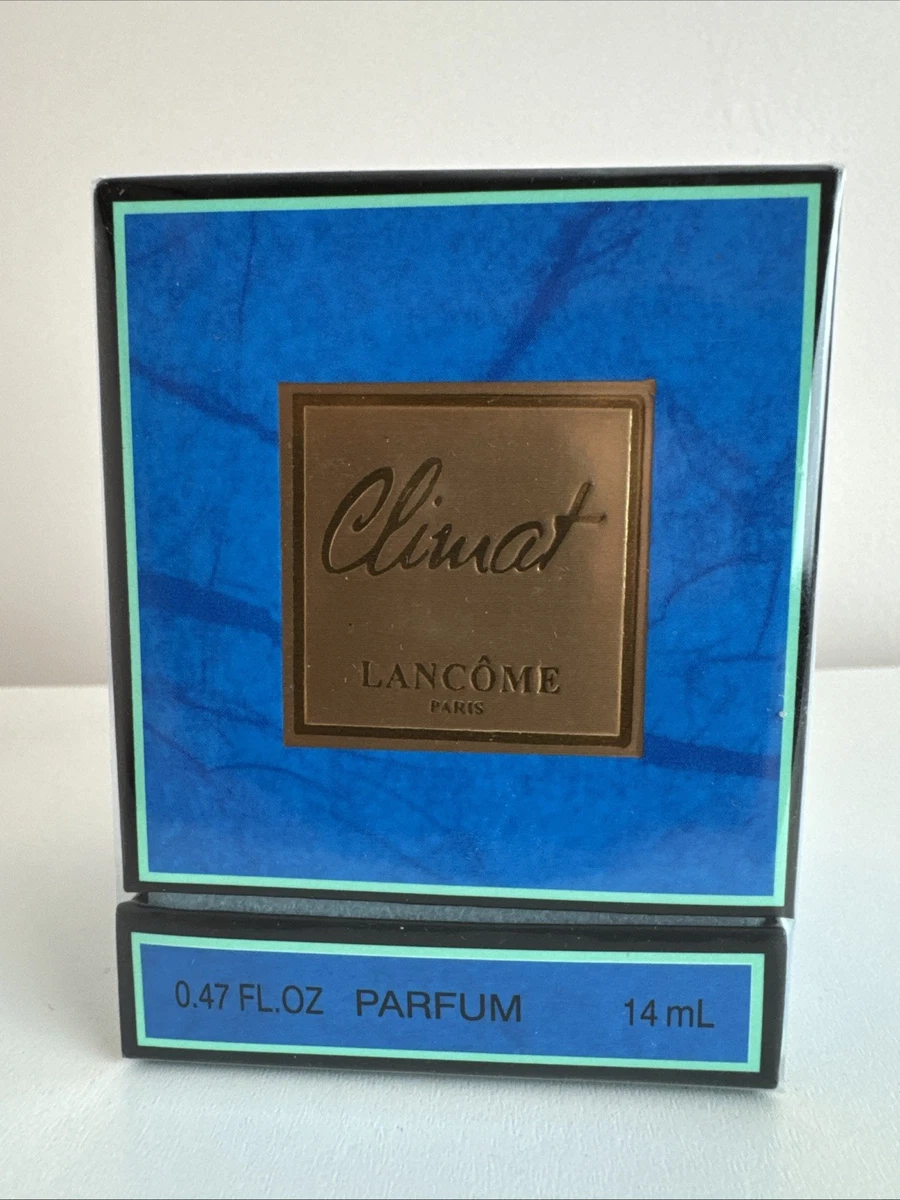 Climat
LANCÔME
PARIS
0.47 FL.OZ PARFUM 14 mL